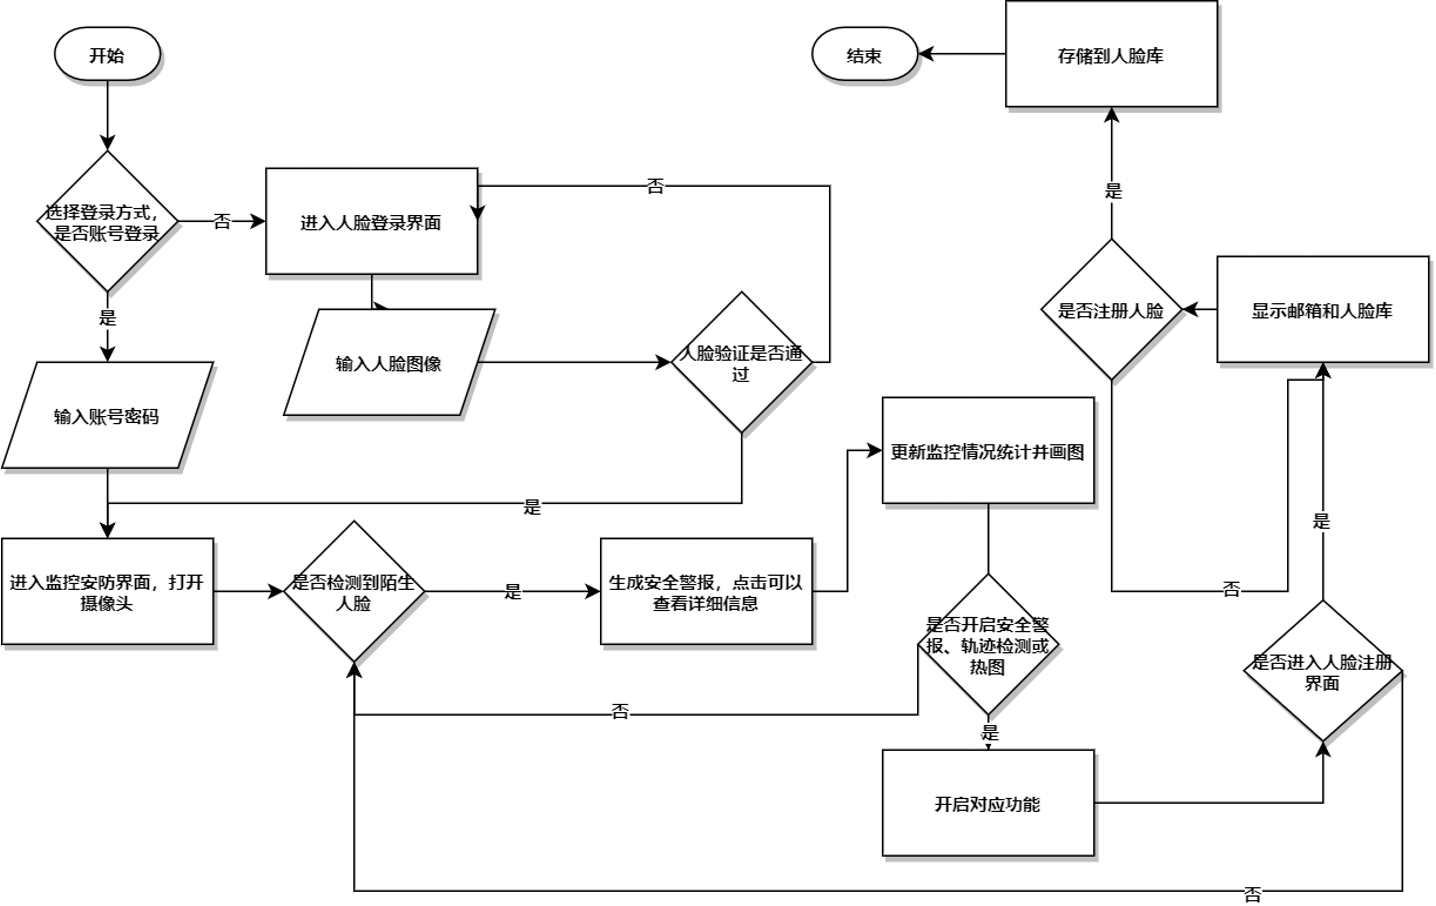 开始
选择登录方式，
是否账号登录
否
进入人脸登录界面
否
是
输入账号密码
输入人脸图像
人脸验证是否通
过
是
进入监控安防界面，打开
摄像头
是否检测到陌生
人脸
是
生成安全警报，点击可以
查看详细信息
更新监控情况统计并画图
是否开启安全警
报、轨迹检测或
热图
否
是
开启对应功能
是否进入人脸注册
界面
否
是
显示邮箱和人脸库
是否注册人脸
否
是
存储到人脸库
结束